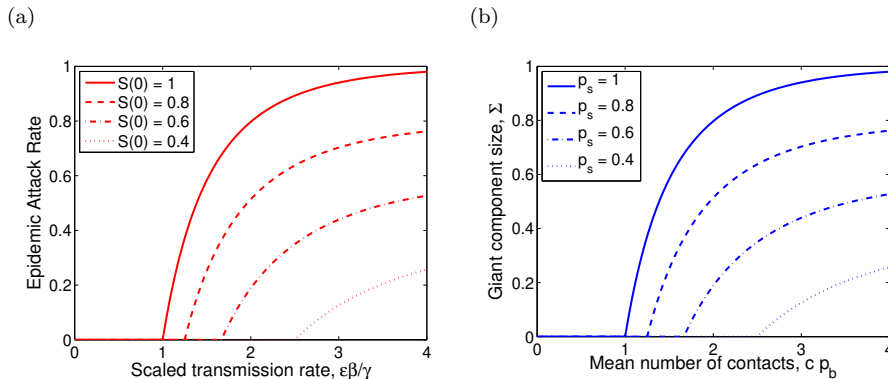 (a)
(b)
Epidemic Attack Rate
1
0.8
0.6
0.4
0.2
0
S(0) = 1
S(0) = 0.8
S(0) = 0.6
S(0) = 0.4
0 1 2 3 4
Scaled transmission rate, εβ/γ
Giant component size, Σ
1
0.8
0.6
0.4
0.2
0
p_s = 1
p_s = 0.8
p_s = 0.6
p_s = 0.4
0 1 2 3 4
Mean number of contacts, c p_b